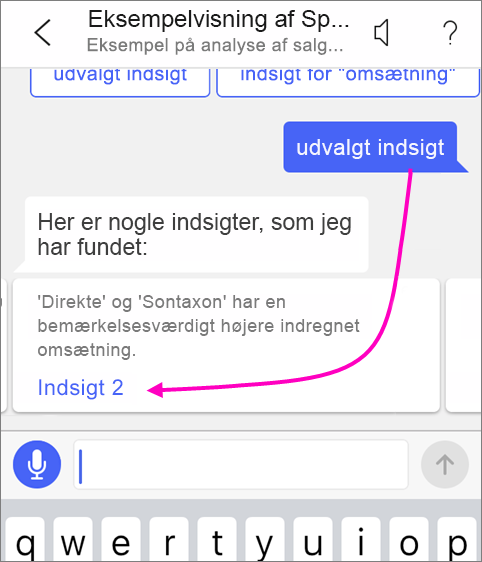 Eksempelvisning af Sp...
Eksempel på analyse af salg...
?
udvalgt indsigt
indsigt for "omsætning"
udvalgt indsigt
Her er nogle indsigter, som jeg
har fundet:
'Direkte' og 'Sontaxon' har en
bemærkelsesværdigt højere indregnet
omsætning.
Indsigt 2
q w e r t y u i o p